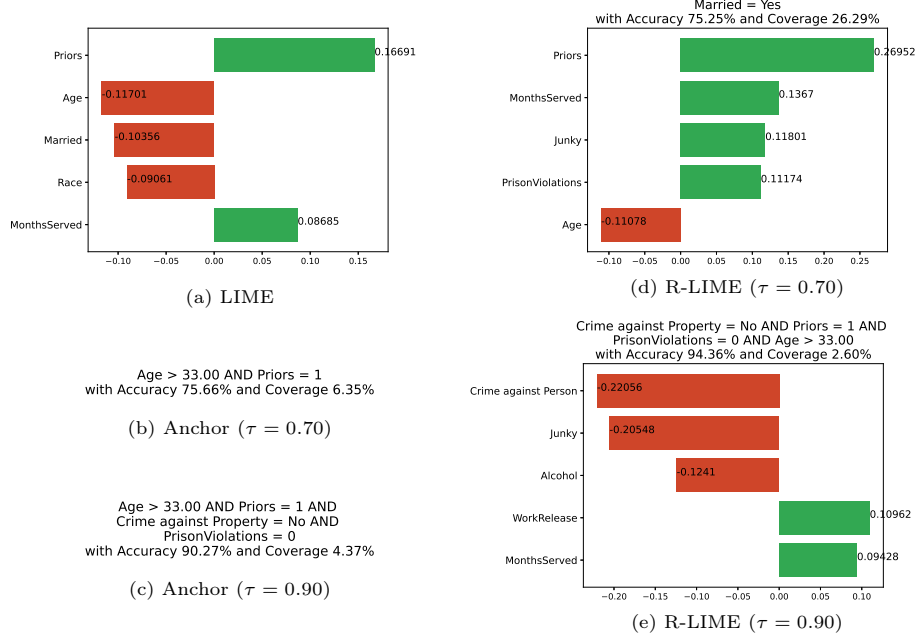 Priors
0.16691
Age
-0.11701
Married
-0.10356
Race
-0.09061
MonthsServed
0.08685
−0.10 −0.05 0.00 0.05 0.10 0.15
(a) LIME
Age > 33.00 AND Priors = 1
with Accuracy 75.66% and Coverage 6.35%
(b) Anchor (τ = 0.70)
Age > 33.00 AND Priors = 1 AND
Crime against Property = No AND
PrisonViolations = 0
with Accuracy 90.27% and Coverage 4.37%
(c) Anchor (τ = 0.90)
Married = Yes
with Accuracy 75.25% and Coverage 26.29%
Priors
0.26952
MonthsServed
0.1367
Junky
0.11801
PrisonViolations
0.11174
Age
-0.11078
−0.10 −0.05 0.00 0.05 0.10 0.15 0.20 0.25
(d) R-LIME (τ = 0.70)
Crime against Property = No AND Priors = 1 AND
PrisonViolations = 0 AND Age > 33.00
with Accuracy 94.36% and Coverage 2.60%
Crime against Person
-0.22056
Junky
-0.20548
Alcohol
-0.1241
WorkRelease
0.10962
MonthsServed
0.09428
−0.20 −0.15 −0.10 −0.05 0.00 0.05 0.10
(e) R-LIME (τ = 0.90)